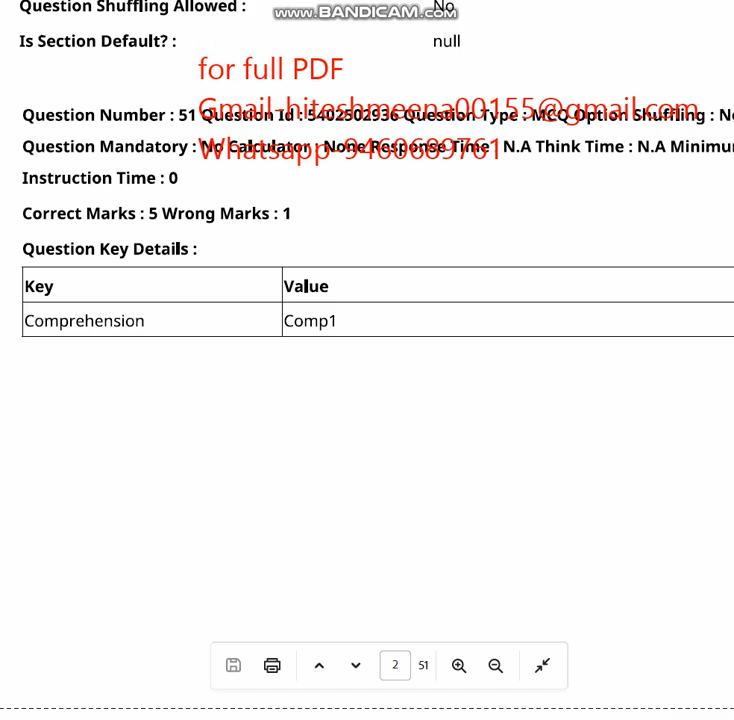 Question Shuffling Allowed : No
www.BANDICAM.com
Is Section Default? : null
for full PDF
Gmail-hiteshmeena00155@gmail.com
Question Number : 51 Question Id : 5402502936 Question Type : MCQ Option Shuffling : N
Whatsapp-9460689761
Question Mandatory : No Calculator : None Response Time : N.A Think Time : N.A Minimu
Instruction Time : 0
Correct Marks : 5 Wrong Marks : 1
Question Key Details :
Key Value
Comprehension Comp1
2 51